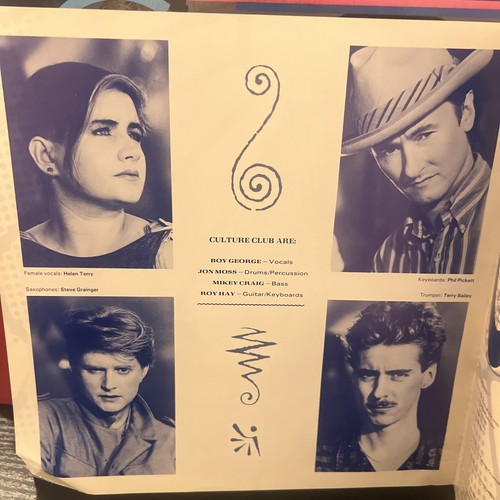 CULTURE CLUB ARE:
BOY GEORGE – Vocals
JON MOSS – Drums/Percussion
MIKEY CRAIG – Bass
ROY HAY – Guitar/Keyboards
Female vocals: Helen Terry
Keyboards: Phil Pickett
Saxophones: Steve Grainger
Trumpet: Terry Bailey